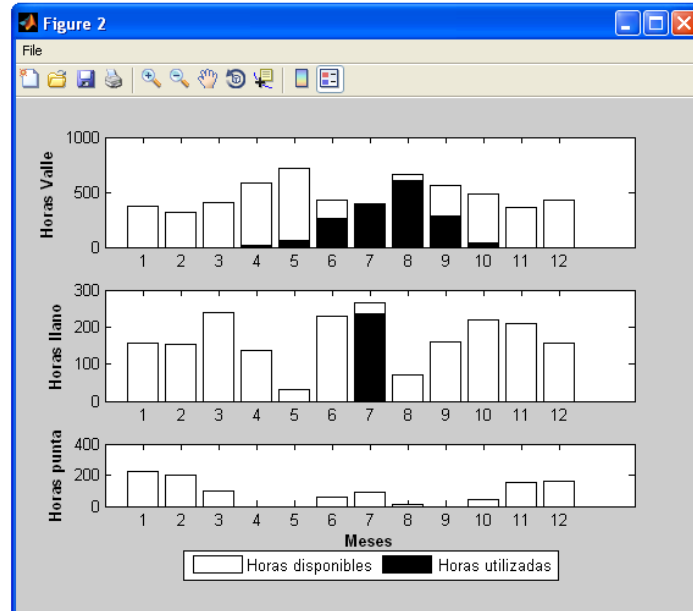 Figure 2
File
Horas Valle
1000
500
0
1 2 3 4 5 6 7 8 9 10 11 12
Horas llano
300
200
100
0
1 2 3 4 5 6 7 8 9 10 11 12
Horas punta
400
200
0
1 2 3 4 5 6 7 8 9 10 11 12
Meses
Horas disponibles Horas utilizadas